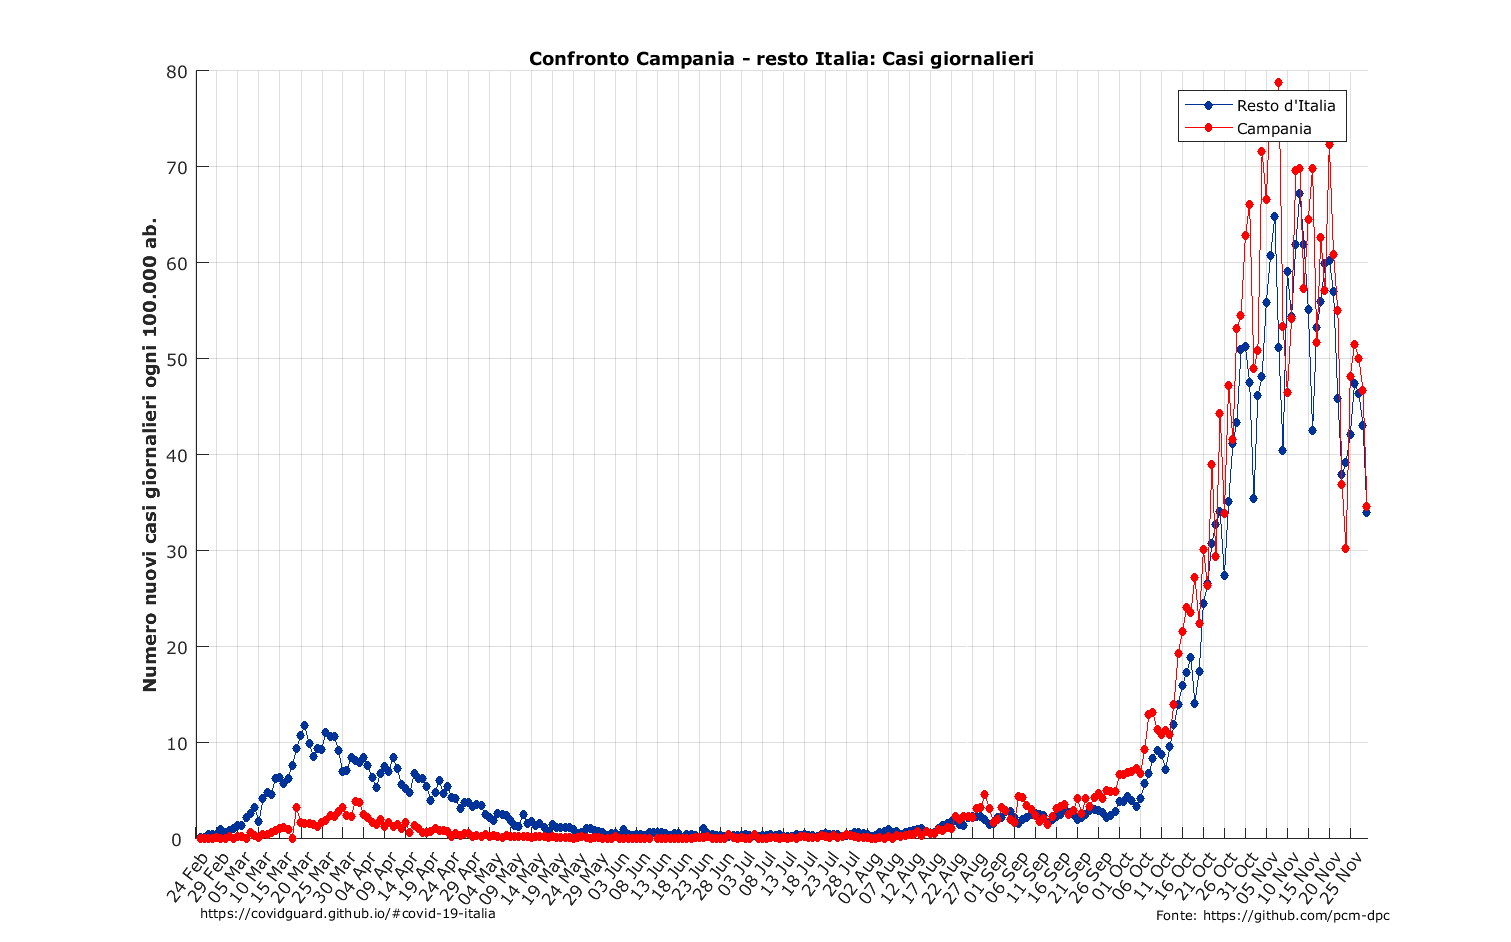 Confronto Campania - resto Italia: Casi giornalieri
Numero nuovi casi giornalieri ogni 100.000 ab.
80
70
60
50
40
30
20
10
0
Resto d'Italia
Campania
24 Feb
29 Feb
05 Mar
10 Mar
15 Mar
20 Mar
25 Mar
30 Mar
04 Apr
09 Apr
14 Apr
19 Apr
24 Apr
29 Apr
04 May
09 May
14 May
19 May
24 May
29 May
03 Jun
08 Jun
13 Jun
18 Jun
23 Jun
28 Jun
03 Jul
08 Jul
13 Jul
18 Jul
23 Jul
28 Jul
02 Aug
07 Aug
12 Aug
17 Aug
22 Aug
27 Aug
01 Sep
06 Sep
11 Sep
16 Sep
21 Sep
26 Sep
01 Oct
06 Oct
11 Oct
16 Oct
21 Oct
26 Oct
31 Oct
05 Nov
10 Nov
15 Nov
20 Nov
25 Nov
https://covidguard.github.io/#covid-19-italia
Fonte: https://github.com/pcm-dpc